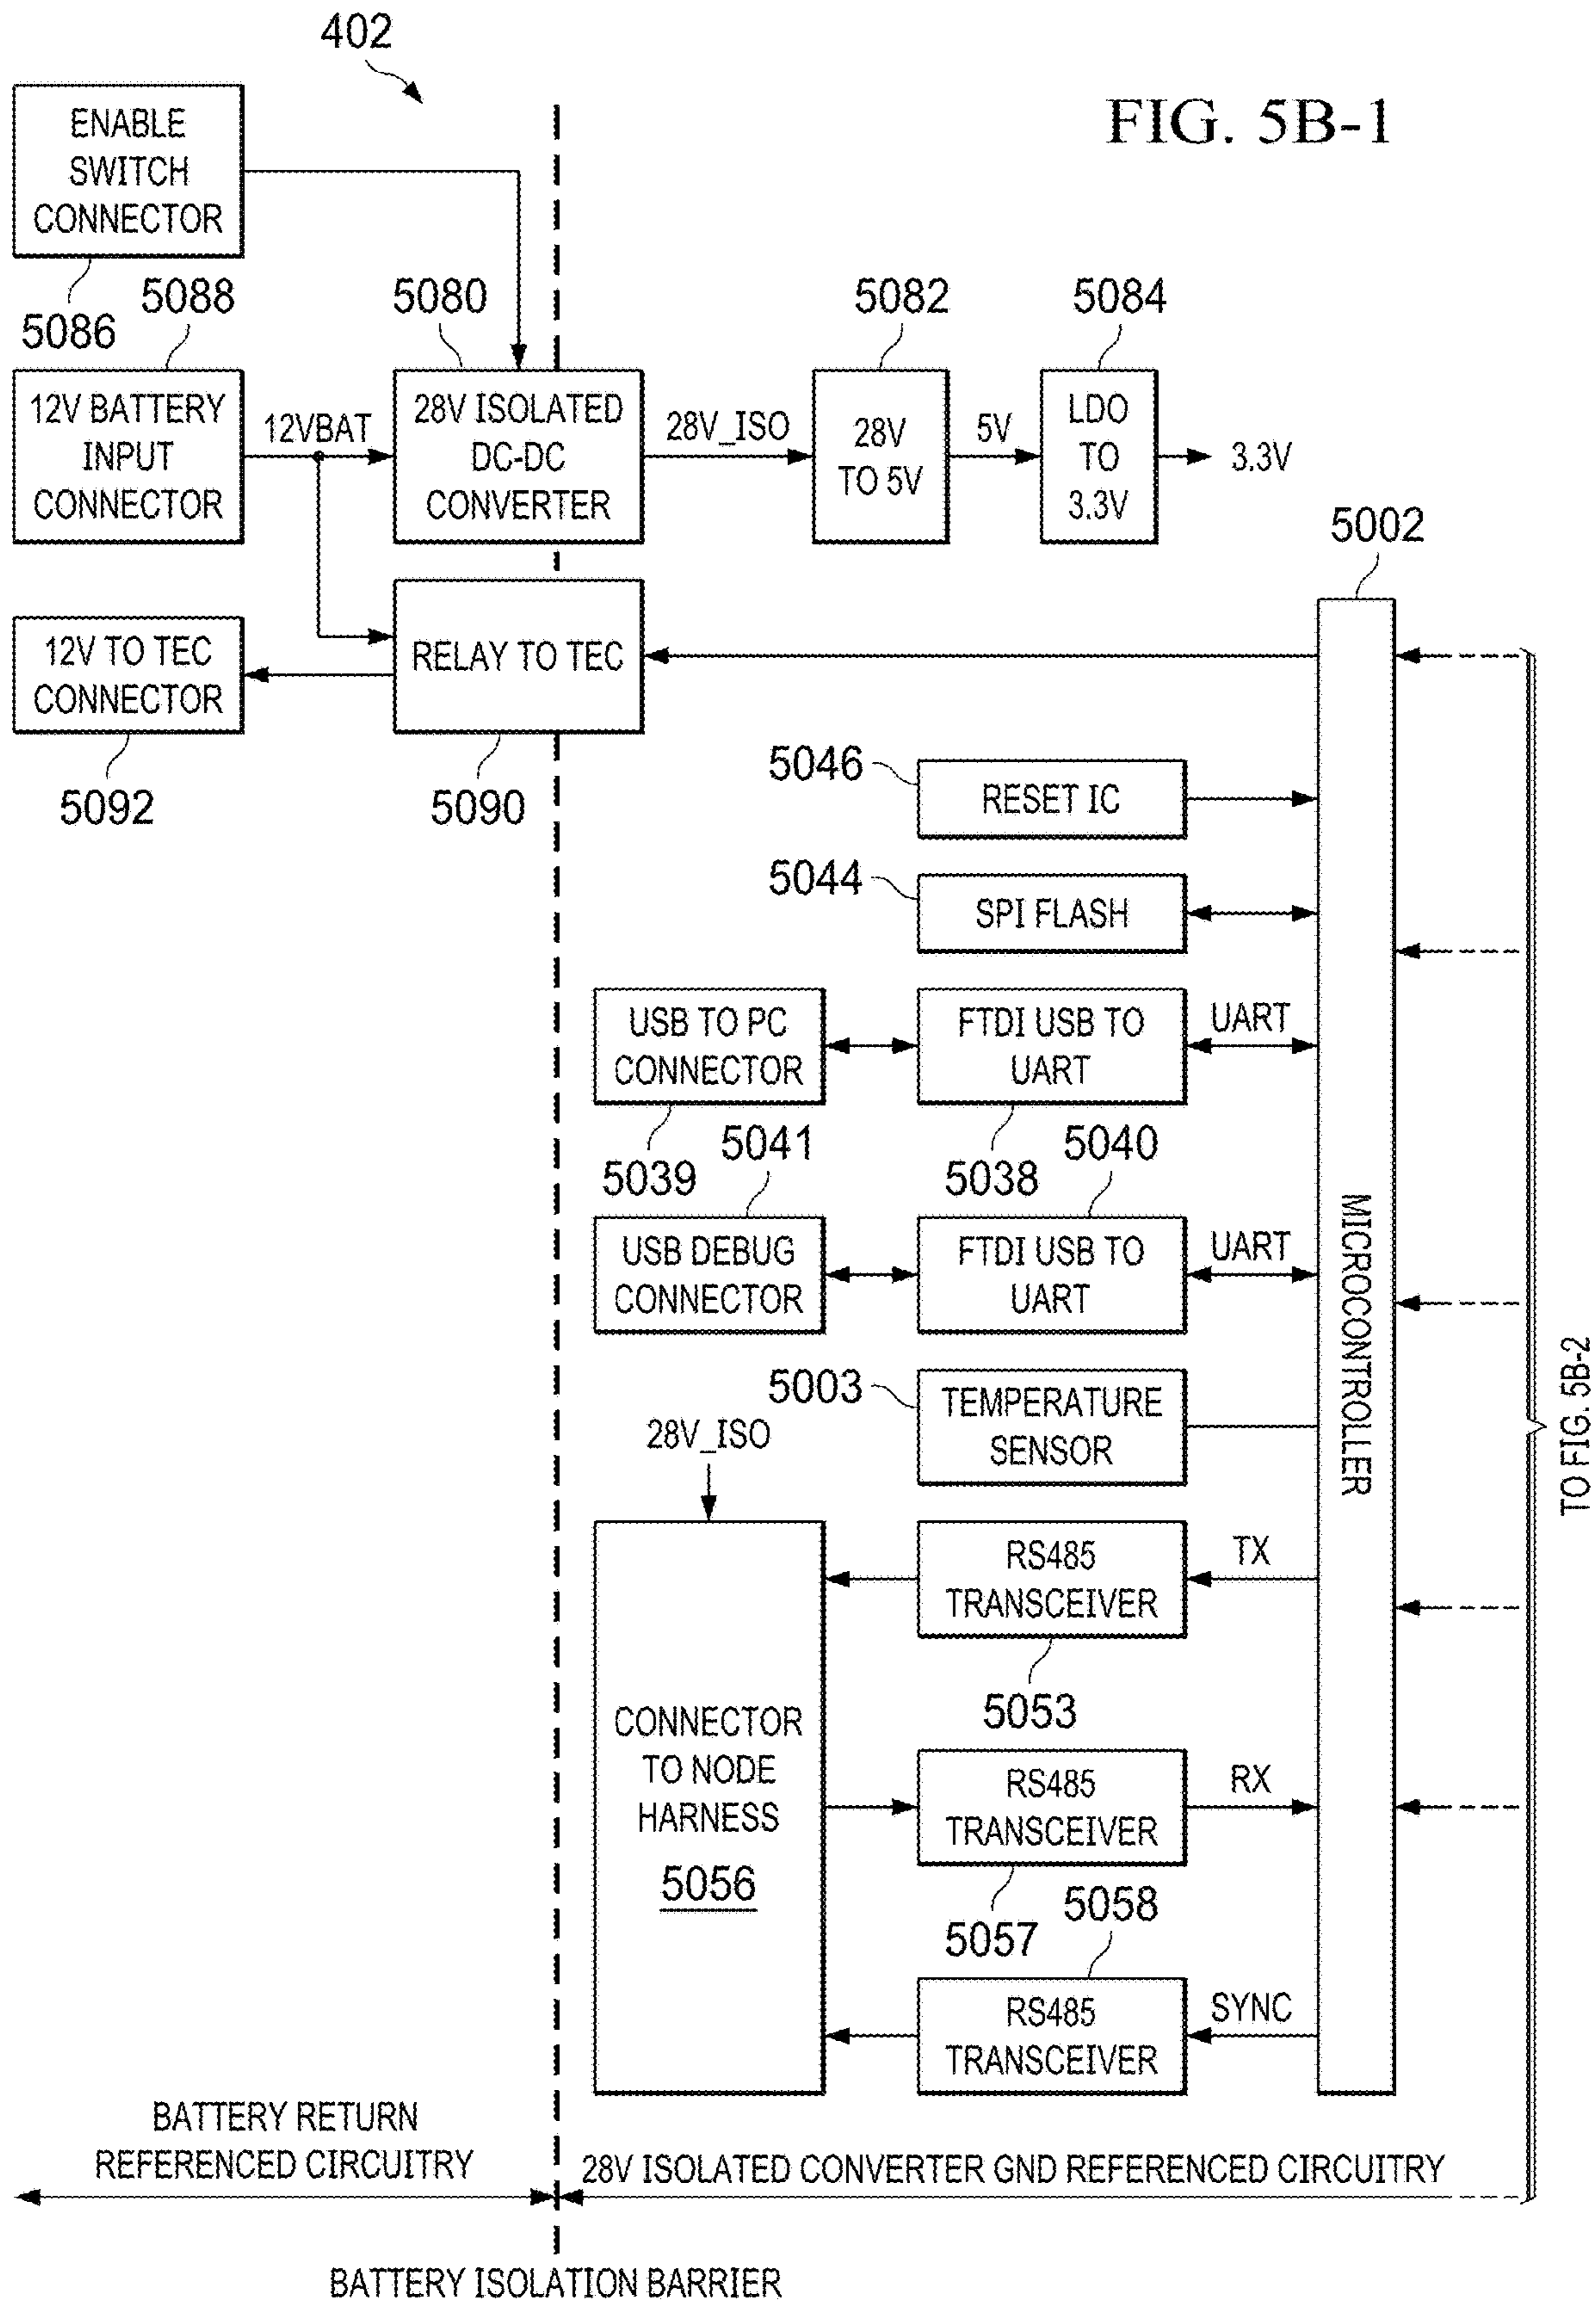 402
FIG. 5B-1
ENABLE
SWITCH
CONNECTOR
5086
5088
5080
5082
5084
12V BATTERY
INPUT
CONNECTOR
12VBAT
28V ISOLATED
DC-DC
CONVERTER
28V_ISO
28V
TO 5V
5V
LDO
TO
3.3V
3.3V
5002
12V TO TEC
CONNECTOR
RELAY TO TEC
5092
5090
5046
RESET IC
5044
SPI FLASH
USB TO PC
CONNECTOR
FTDI USB TO
UART
UART
5039
5041
5038
5040
USB DEBUG
CONNECTOR
FTDI USB TO
UART
UART
MICROCONTROLLER
TO FIG. 5B-2
5003
TEMPERATURE
SENSOR
28V_ISO
RS485
TRANSCEIVER
TX
5053
CONNECTOR
TO NODE
HARNESS
5056
RS485
TRANSCEIVER
RX
5057
5058
RS485
TRANSCEIVER
SYNC
BATTERY RETURN
REFERENCED CIRCUITRY
28V ISOLATED CONVERTER GND REFERENCED CIRCUITRY
BATTERY ISOLATION BARRIER